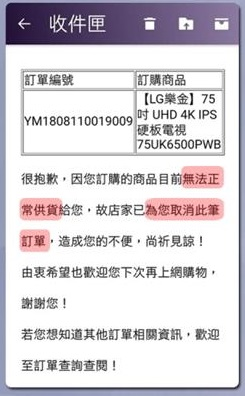 收件匣
訂單編號 訂購商品
YM1808110019009 【LG樂金】75
吋 UHD 4K IPS
硬板電視
75UK6500PWB
很抱歉，因您訂購的商品目前無法正
常供貨給您，故店家已為您取消此筆
訂單，造成您的不便，尚祈見諒！
由衷希望也歡迎您下次再上網購物，
謝謝您！
若您想知道其他訂單相關資訊，歡迎
至訂單查詢查閱！